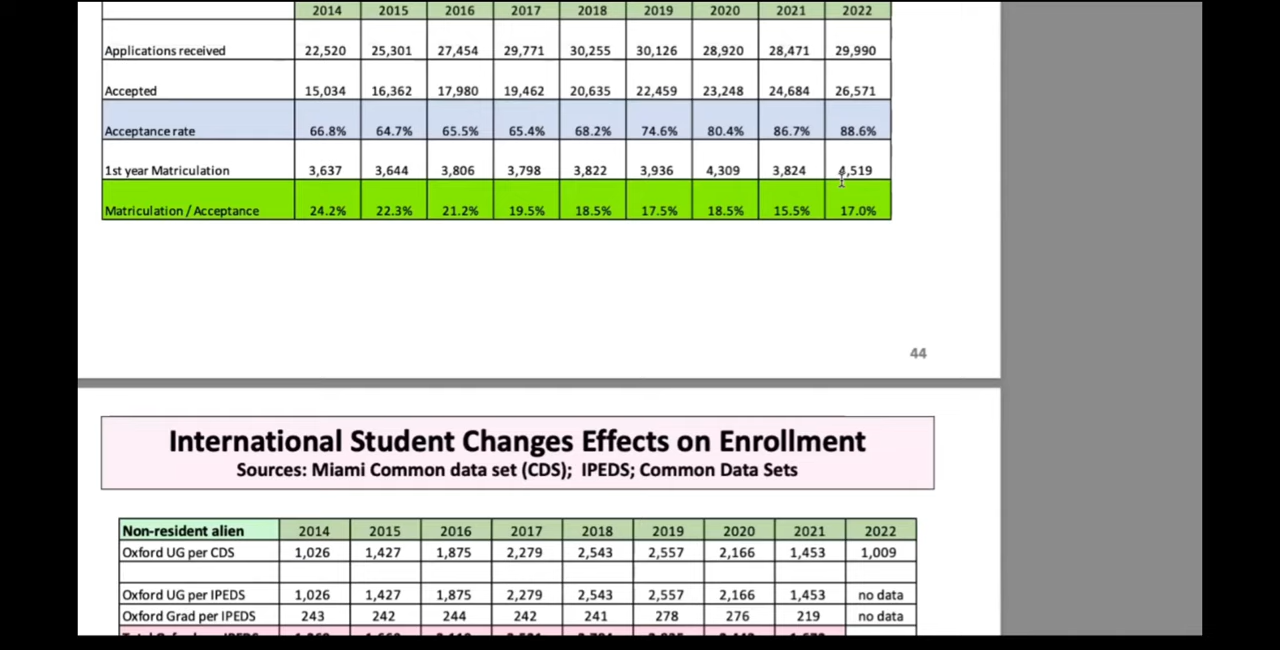 2014 2015 2016 2017 2018 2019 2020 2021 2022
Applications received 22,520 25,301 27,454 29,771 30,255 30,126 28,920 28,471 29,990
Accepted 15,034 16,362 17,980 19,462 20,635 22,459 23,248 24,684 26,571
Acceptance rate 66.8% 64.7% 65.5% 65.4% 68.2% 74.6% 80.4% 86.7% 88.6%
1st year Matriculation 3,637 3,644 3,806 3,798 3,822 3,936 4,309 3,824 4,519
Matriculation / Acceptance 24.2% 22.3% 21.2% 19.5% 18.5% 17.5% 18.5% 15.5% 17.0%
44
International Student Changes Effects on Enrollment
Sources: Miami Common data set (CDS); IPEDS; Common Data Sets
Non-resident alien 2014 2015 2016 2017 2018 2019 2020 2021 2022
Oxford UG per CDS 1,026 1,427 1,875 2,279 2,543 2,557 2,166 1,453 1,009
Oxford UG per IPEDS 1,026 1,427 1,875 2,279 2,543 2,557 2,166 1,453 no data
Oxford Grad per IPEDS 243 242 244 242 241 278 276 219 no data